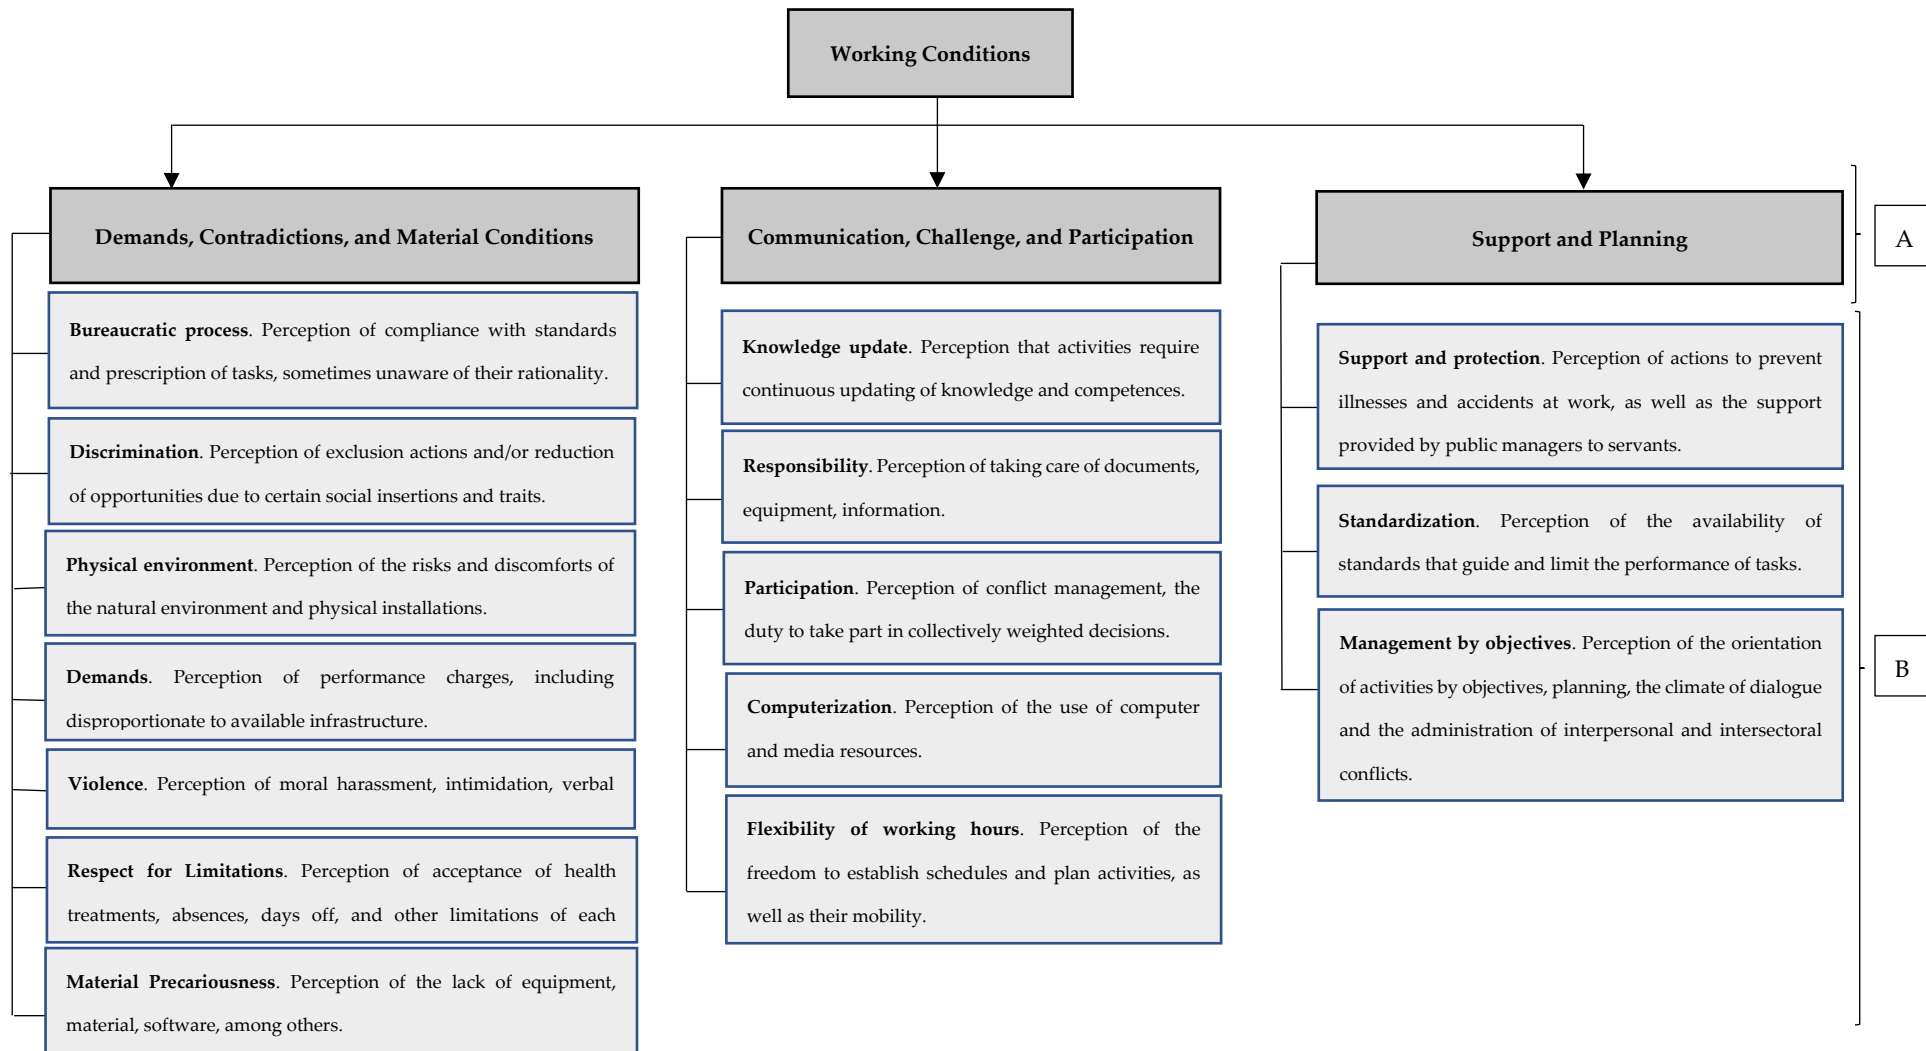 Working Conditions
Demands, Contradictions, and Material Conditions
Bureaucratic process. Perception of compliance with standards
and prescription of tasks, sometimes unaware of their rationality.
Discrimination. Perception of exclusion actions and/or reduction
of opportunities due to certain social insertions and traits.
Physical environment. Perception of the risks and discomforts of
the natural environment and physical installations.
Demands. Perception of performance charges, including
disproportionate to available infrastructure.
Violence. Perception of moral harassment, intimidation, verbal
Respect for Limitations. Perception of acceptance of health
treatments, absences, days off, and other limitations of each
Material Precariousness. Perception of the lack of equipment,
material, software, among others.
Communication, Challenge, and Participation
Knowledge update. Perception that activities require
continuous updating of knowledge and competences.
Responsibility. Perception of taking care of documents,
equipment, information.
Participation. Perception of conflict management, the
duty to take part in collectively weighted decisions.
Computerization. Perception of the use of computer
and media resources.
Flexibility of working hours. Perception of the
freedom to establish schedules and plan activities, as
well as their mobility.
Support and Planning
Support and protection. Perception of actions to prevent
illnesses and accidents at work, as well as the support
provided by public managers to servants.
Standardization. Perception of the availability of
standards that guide and limit the performance of tasks.
Management by objectives. Perception of the orientation
of activities by objectives, planning, the climate of dialogue
and the administration of interpersonal and intersectoral
conflicts.
A
B